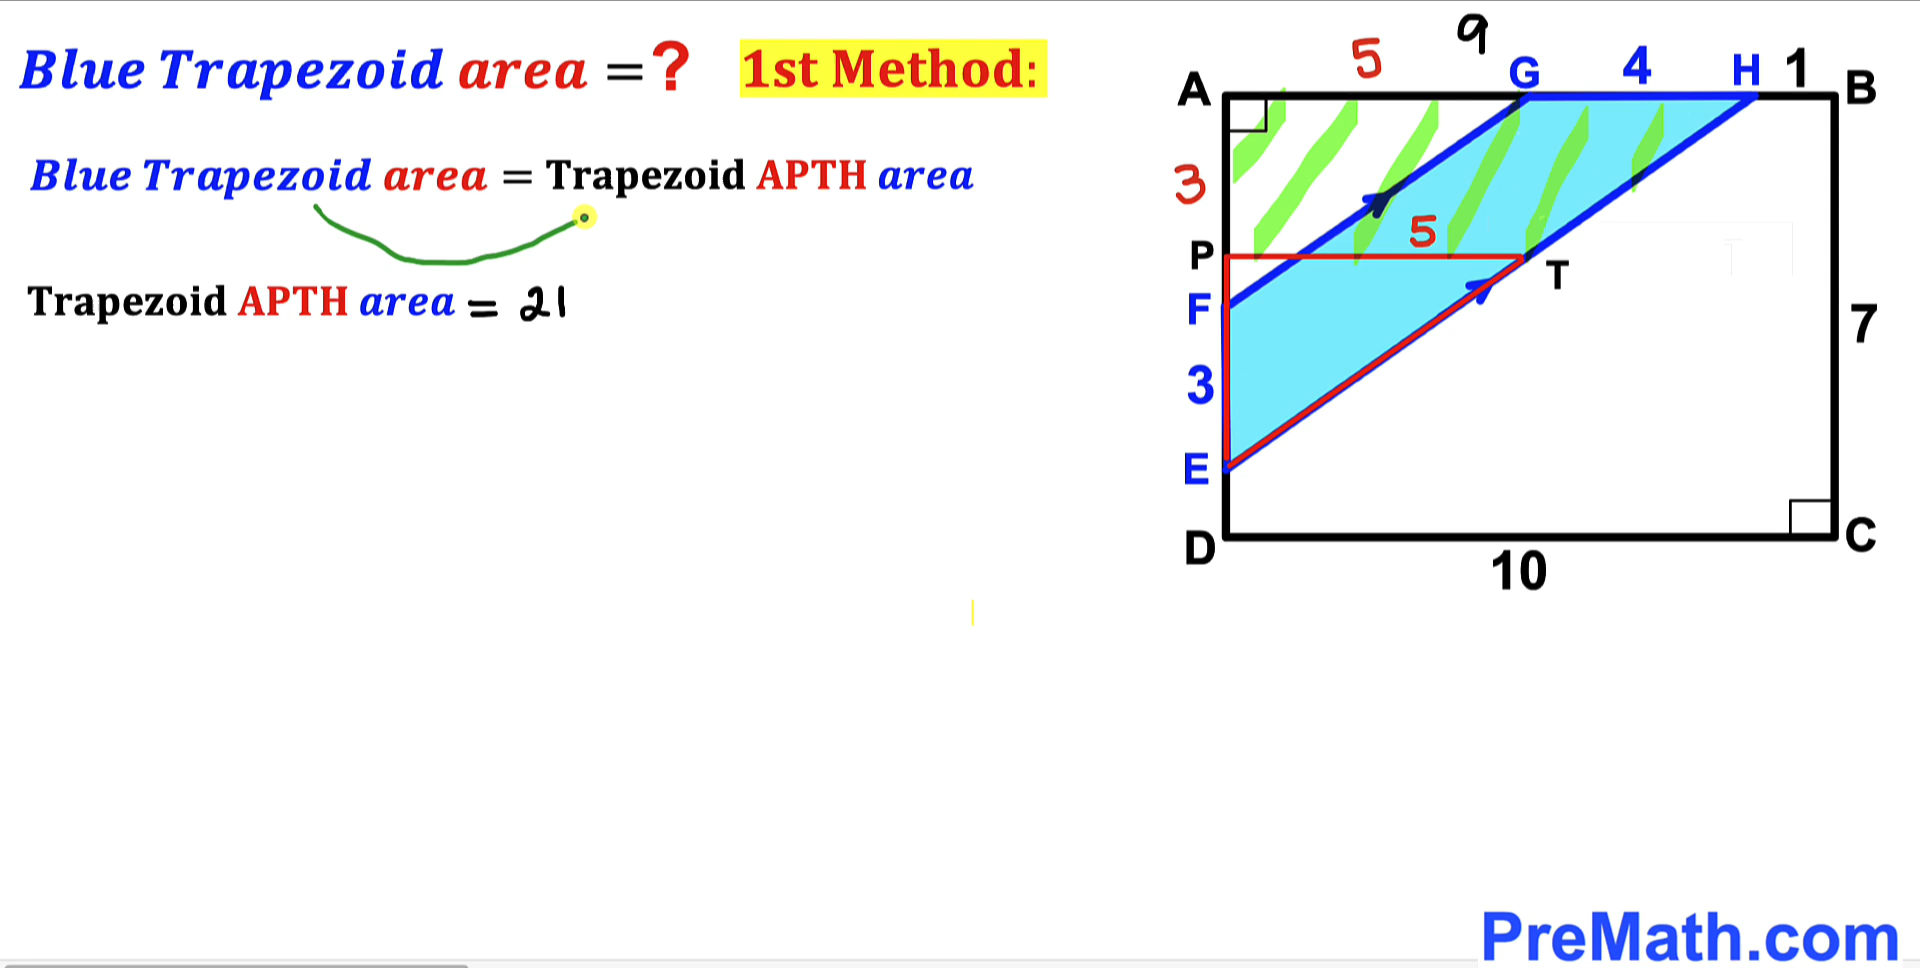 Blue Trapezoid area =? 1st Method:
Blue Trapezoid area = Trapezoid APTH area
Trapezoid APTH area = 21
9
A 5 G 4 H 1 B
3
5
P T
F
3 7
E
D C
10
PreMath.com